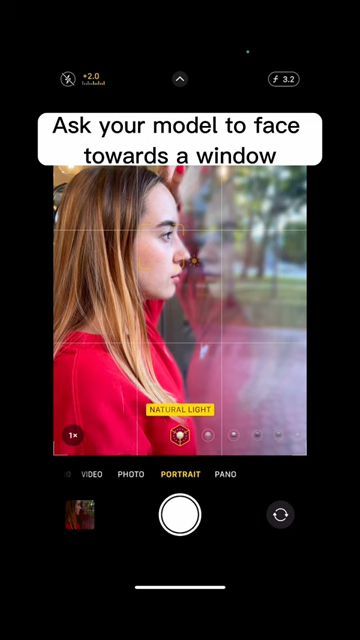 +2.0
ƒ 3.2
Ask your model to face
towards a window
NATURAL LIGHT
1×
VIDEO
PHOTO
PORTRAIT
PANO